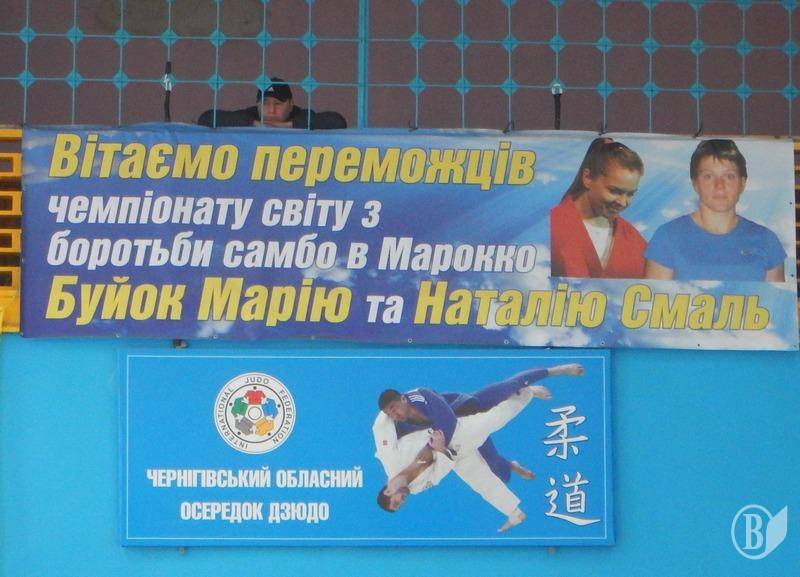 Вітаємо переможців
чемпіонату світу з
боротьби самбо в Марокко
Буйок Марію та Наталію Смаль
INTERNATIONAL JUDO FEDERATION
ЧЕРНІГІВСЬКИЙ ОБЛАСНИЙ
ОСЕРЕДОК ДЗЮДО
柔道
В